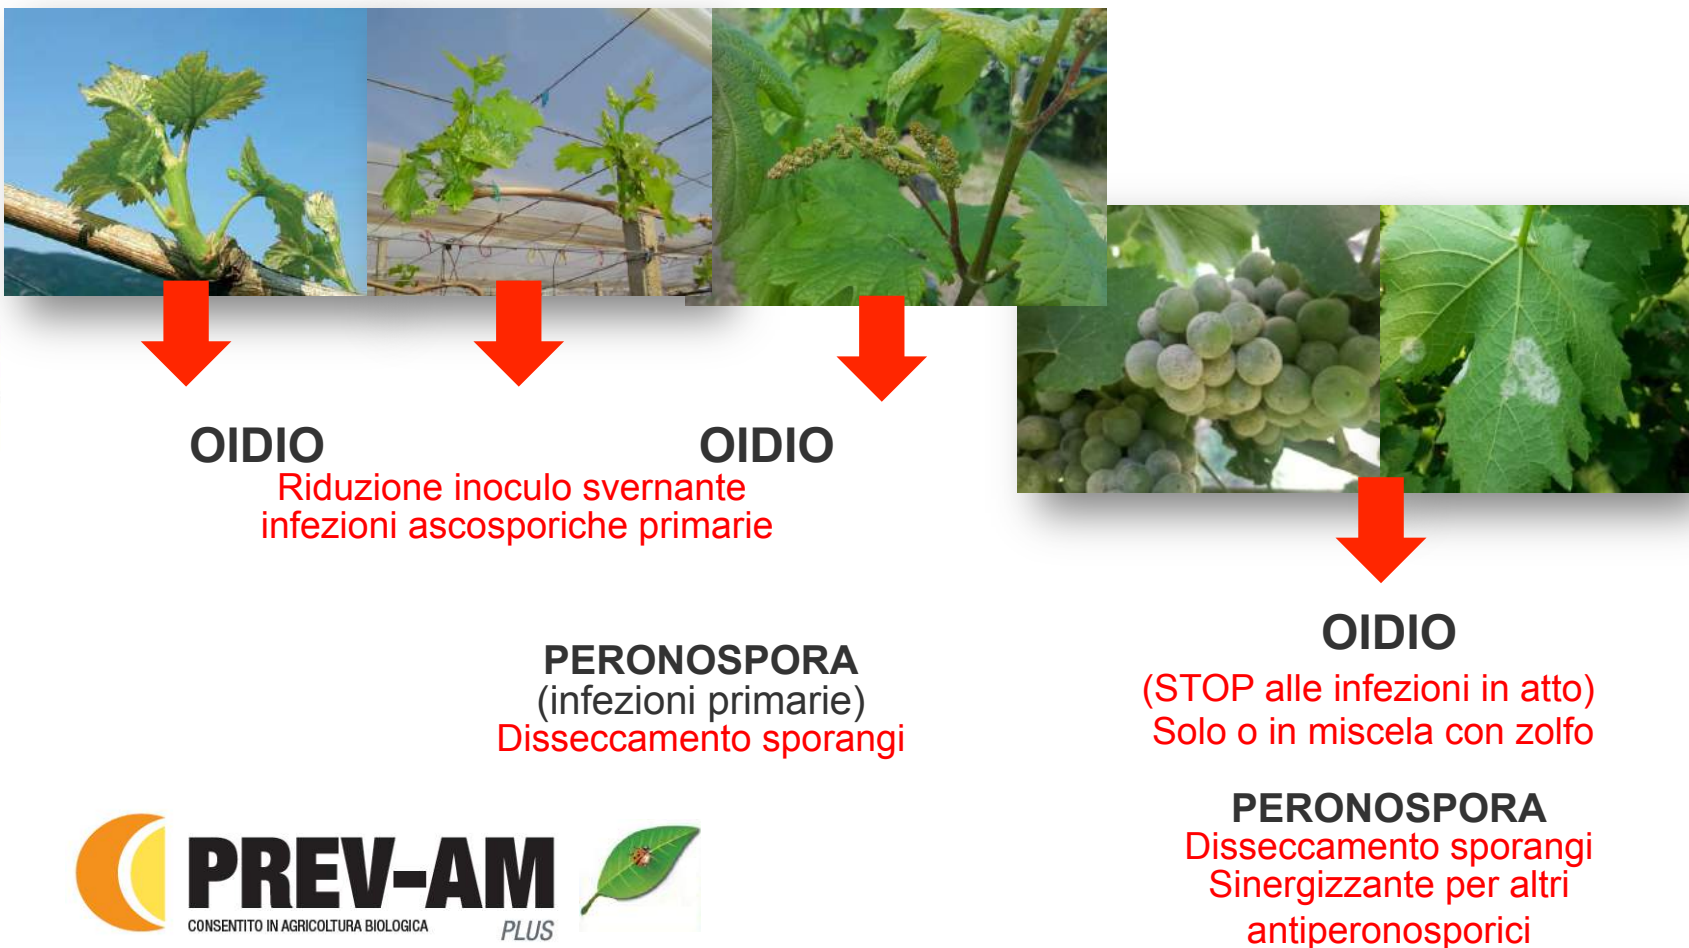 OIDIO
OIDIO
Riduzione inoculo svernante
infezioni ascosporiche primarie
PERONOSPORA
(infezioni primarie)
Disseccamento sporangi
OIDIO
(STOP alle infezioni in atto)
Solo o in miscela con zolfo
PERONOSPORA
Disseccamento sporangi
Sinergizzante per altri
antiperonosporici
PREV-AM
CONSENTITO IN AGRICOLTURA BIOLOGICA
PLUS